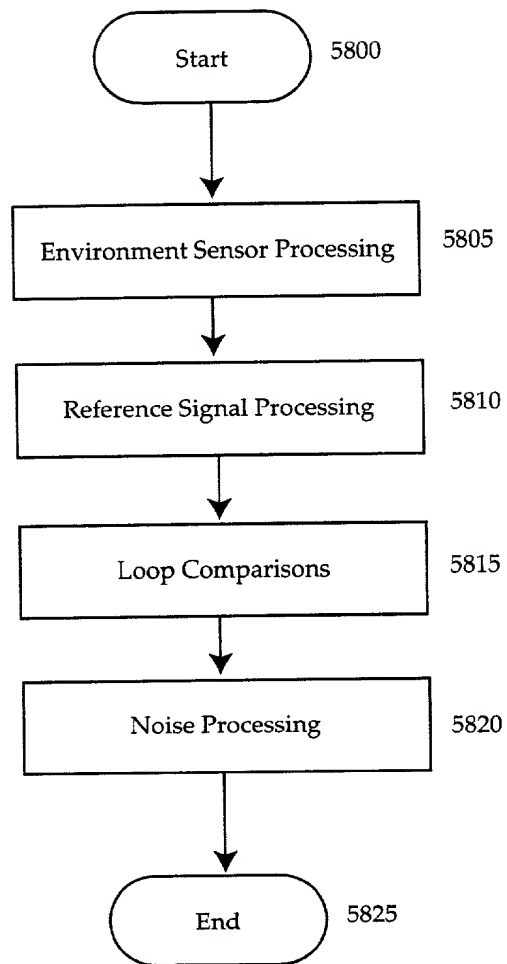 Start 5800
Environment Sensor Processing 5805
Reference Signal Processing 5810
Loop Comparisons 5815
Noise Processing 5820
End 5825